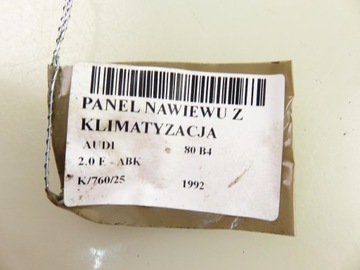 PANEL NAWIEWU Z
KLIMATYZACJA
AUDI 80 B4
2.0 E - ABK
K/760/25 1992